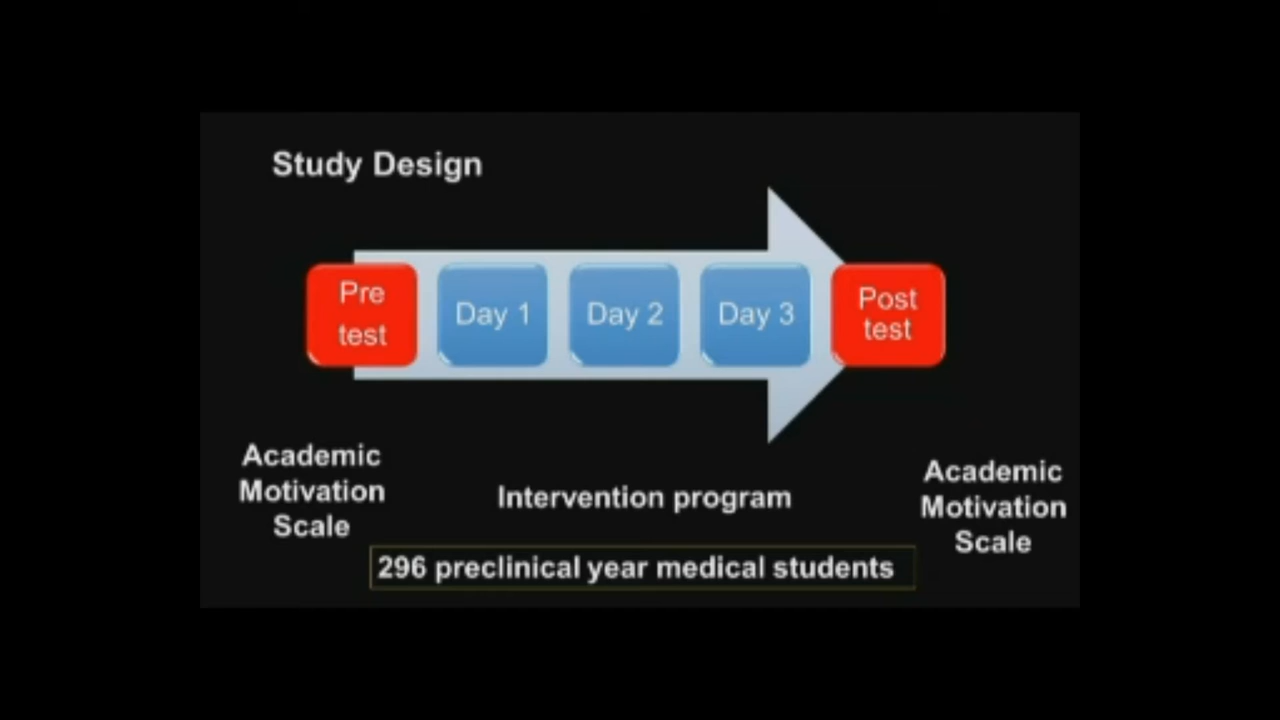 Study Design
Pre
test
Day 1
Day 2
Day 3
Post
test
Academic
Motivation
Scale
Intervention program
Academic
Motivation
Scale
296 preclinical year medical students